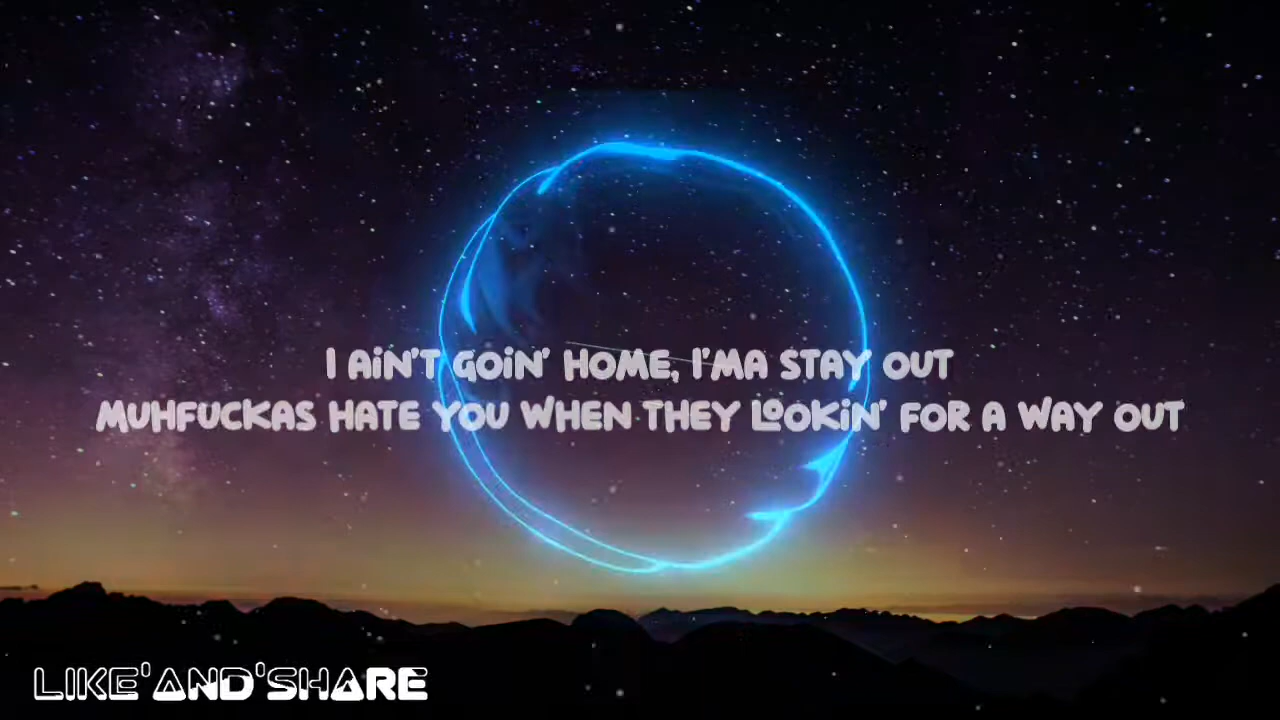 I AIN'T GOIN' HOME, I'MA STAY OUT
MUHFUCKAS HATE YOU WHEN THEY LOOKIN' FOR A WAY OUT
LIKE'AND'SHARE